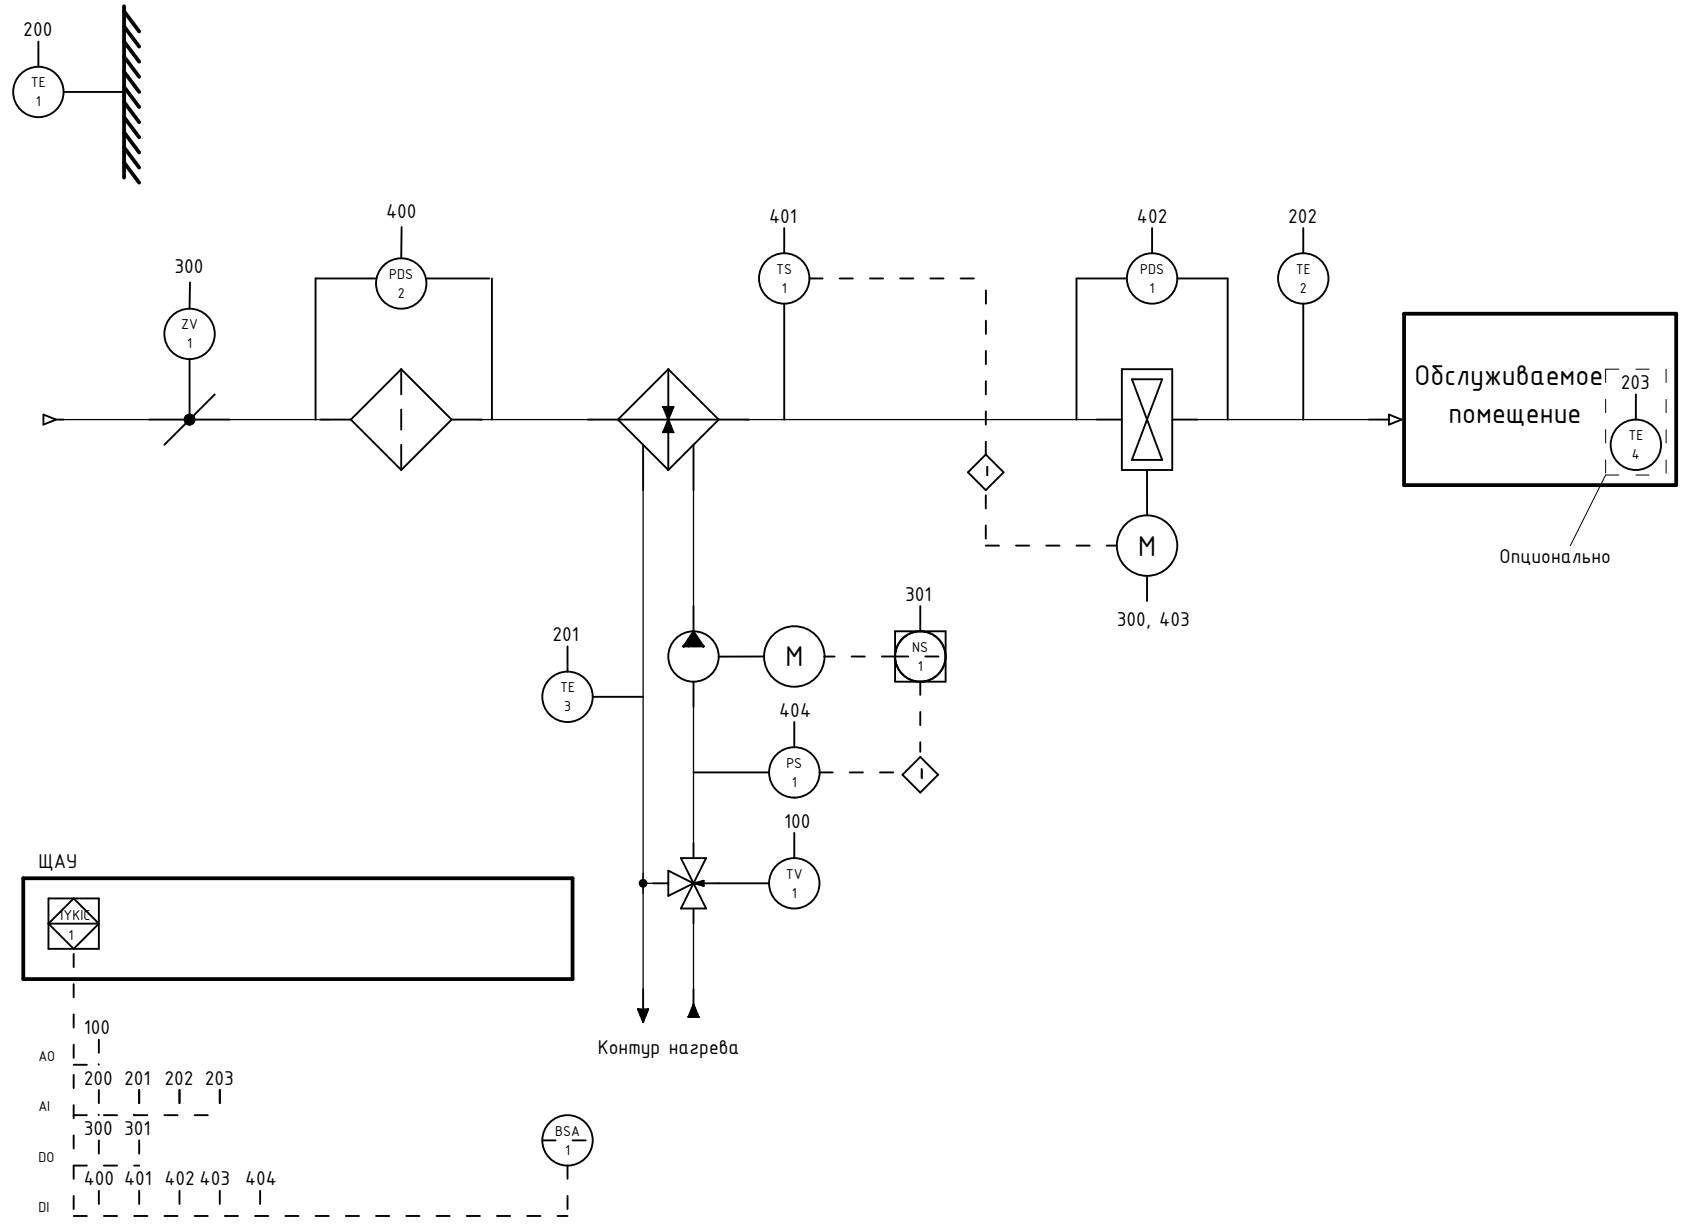 200
TE
1
400
401
402
202
300
PDS
2
TS
1
PDS
1
TE
2
ZV
1
Обслуживаемое
помещение
203
TE
4
Опционально
M
300, 403
301
201
M
NS
1
TE
3
404
PS
1
100
TV
1
ЩАУ
TYKIC
1
Контур нагрева
100
AO
200 201 202 203
AI
300 301
BSA
1
DO
400 401 402 403 404
DI